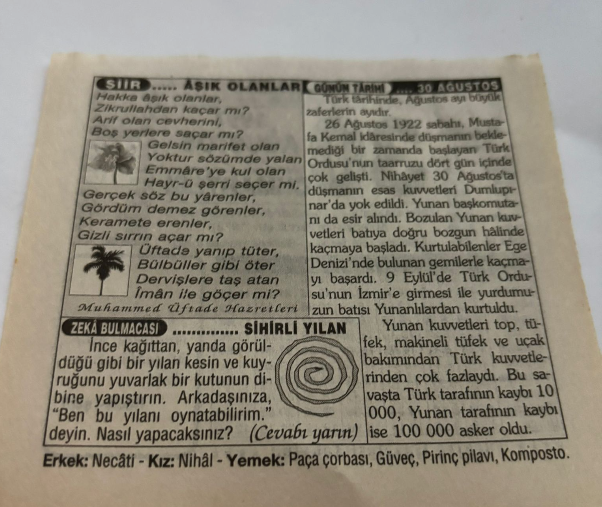 ŞİİR ..... ÂŞIK OLANLAR
Hakka âşık olanlar,
Zikrullahdan kaçar mı?
Ârif olan cevherini,
Boş yerlere saçar mı?
Gelsin marifet olan
Yoktur sözümde yalan
Emmâre'ye kul olan
Hayr-ü şerri seçer mi.
Gerçek söz bu yârenler,
Gördüm demez görenler,
Keramete erenler,
Gizli sırrın açar mı?
Üftade yanıp tüter,
Bülbüller gibi öter
Dervişlere taş atan
Îmân ile göçer mi?
Muhammed Üftade Hazretleri
ZEKÂ BULMACASI ............... SİHİRLİ YILAN
İnce kağıttan, yanda görül-
düğü gibi bir yılan kesin ve kuy-
ruğunu yuvarlak bir kutunun di-
bine yapıştırın. Arkadaşınıza,
"Ben bu yılanı oynatabilirim."
deyin. Nasıl yapacaksınız? (Cevabı yarın)
GÜNÜN TÂRİHİ .... 30 AĞUSTOS
Türk târihinde, Ağustos ayı büyük
zaferlerin ayıdır.
26 Ağustos 1922 sabahı, Musta-
fa Kemal idâresinde düşmanın bekle-
mediği bir zamanda başlayan Türk
Ordusu'nun taarruzu dört gün içinde
çok gelişti. Nihâyet 30 Ağustos'ta
düşmanın esas kuvvetleri Dumlupı-
nar'da yok edildi. Yunan başkomuta-
nı da esir alındı. Bozulan Yunan kuv-
vetleri batıya doğru bozgun hâlinde
kaçmaya başladı. Kurtulabilenler Ege
Denizi'nde bulunan gemilerle kaçma-
yı başardı. 9 Eylül'de Türk Ordu-
su'nun İzmir'e girmesi ile yurdumu-
zun batısı Yunanlılardan kurtuldu.
Yunan kuvvetleri top, tü-
fek, makineli tüfek ve uçak
bakımından Türk kuvvetle-
rinden çok fazlaydı. Bu sa-
vaşta Türk tarafının kaybı 10
000, Yunan tarafının kaybı
ise 100 000 asker oldu.
Erkek: Necâti - Kız: Nihâl - Yemek: Paça çorbası, Güveç, Pirinç pilavı, Komposto.